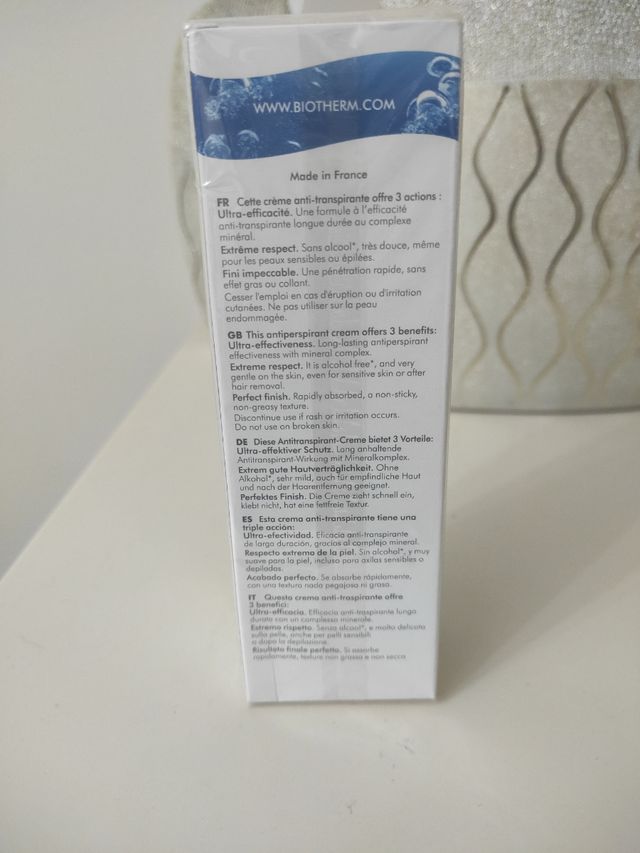 WWW.BIOTHERM.COM
Made in France
FR Cette crème anti-transpirante offre 3 actions :
Ultra-efficacité. Une formule à l'efficacité
anti-transpirante longue durée au complexe
minéral.
Extrême respect. Sans alcool*, très douce, même
pour les peaux sensibles ou épilées.
Fini impeccable. Une pénétration rapide, sans
effet gras ou collant.
Cesser l'emploi en cas d'éruption ou d'irritation
cutanées. Ne pas utiliser sur la peau
endommagée.
GB This antiperspirant cream offers 3 benefits:
Ultra-effectiveness. Long-lasting antiperspirant
effectiveness with mineral complex.
Extreme respect. It is alcohol free*, and very
gentle on the skin, even for sensitive skin or after
hair removal.
Perfect finish. Rapidly absorbed, a non-sticky,
non-greasy texture.
Discontinue use if rash or irritation occurs.
Do not use on broken skin.
DE Diese Antitranspirant-Creme bietet 3 Vorteile:
Ultra-effektiver Schutz. Lang anhaltende
Antitranspirant-Wirkung mit Mineralkomplex.
Extrem gute Hautverträglichkeit. Ohne
Alkohol*, sehr mild, auch für empfindliche Haut
und nach der Haarentfernung geeignet.
Perfektes Finish. Die Creme zieht schnell ein,
klebt nicht, hat eine fettfreie Textur.
ES Esta crema anti-transpirante tiene una
triple acción:
Ultra-efectividad. Eficacia anti-transpirante
de larga duración, gracias al complejo mineral.
Respecto extremo de la piel. Sin alcohol*, y muy
suave para la piel, incluso para axilas sensibles o
depiladas.
Acabado perfecto. Se absorbe rápidamente,
con una textura nada pegajosa ni grasa.
IT Questa crema anti-traspirante offre
3 benefici:
Ultra-efficacia. Efficacia anti-traspirante lunga
durata con un complesso minerale.
Estremo rispetto. Senza alcool*, e molto delicata
sulla pelle, anche per pelli sensibili
o dopo la depilazione.
Risultato finale perfetto. Si assorbe
rapidamente, texture non grassa e non secca